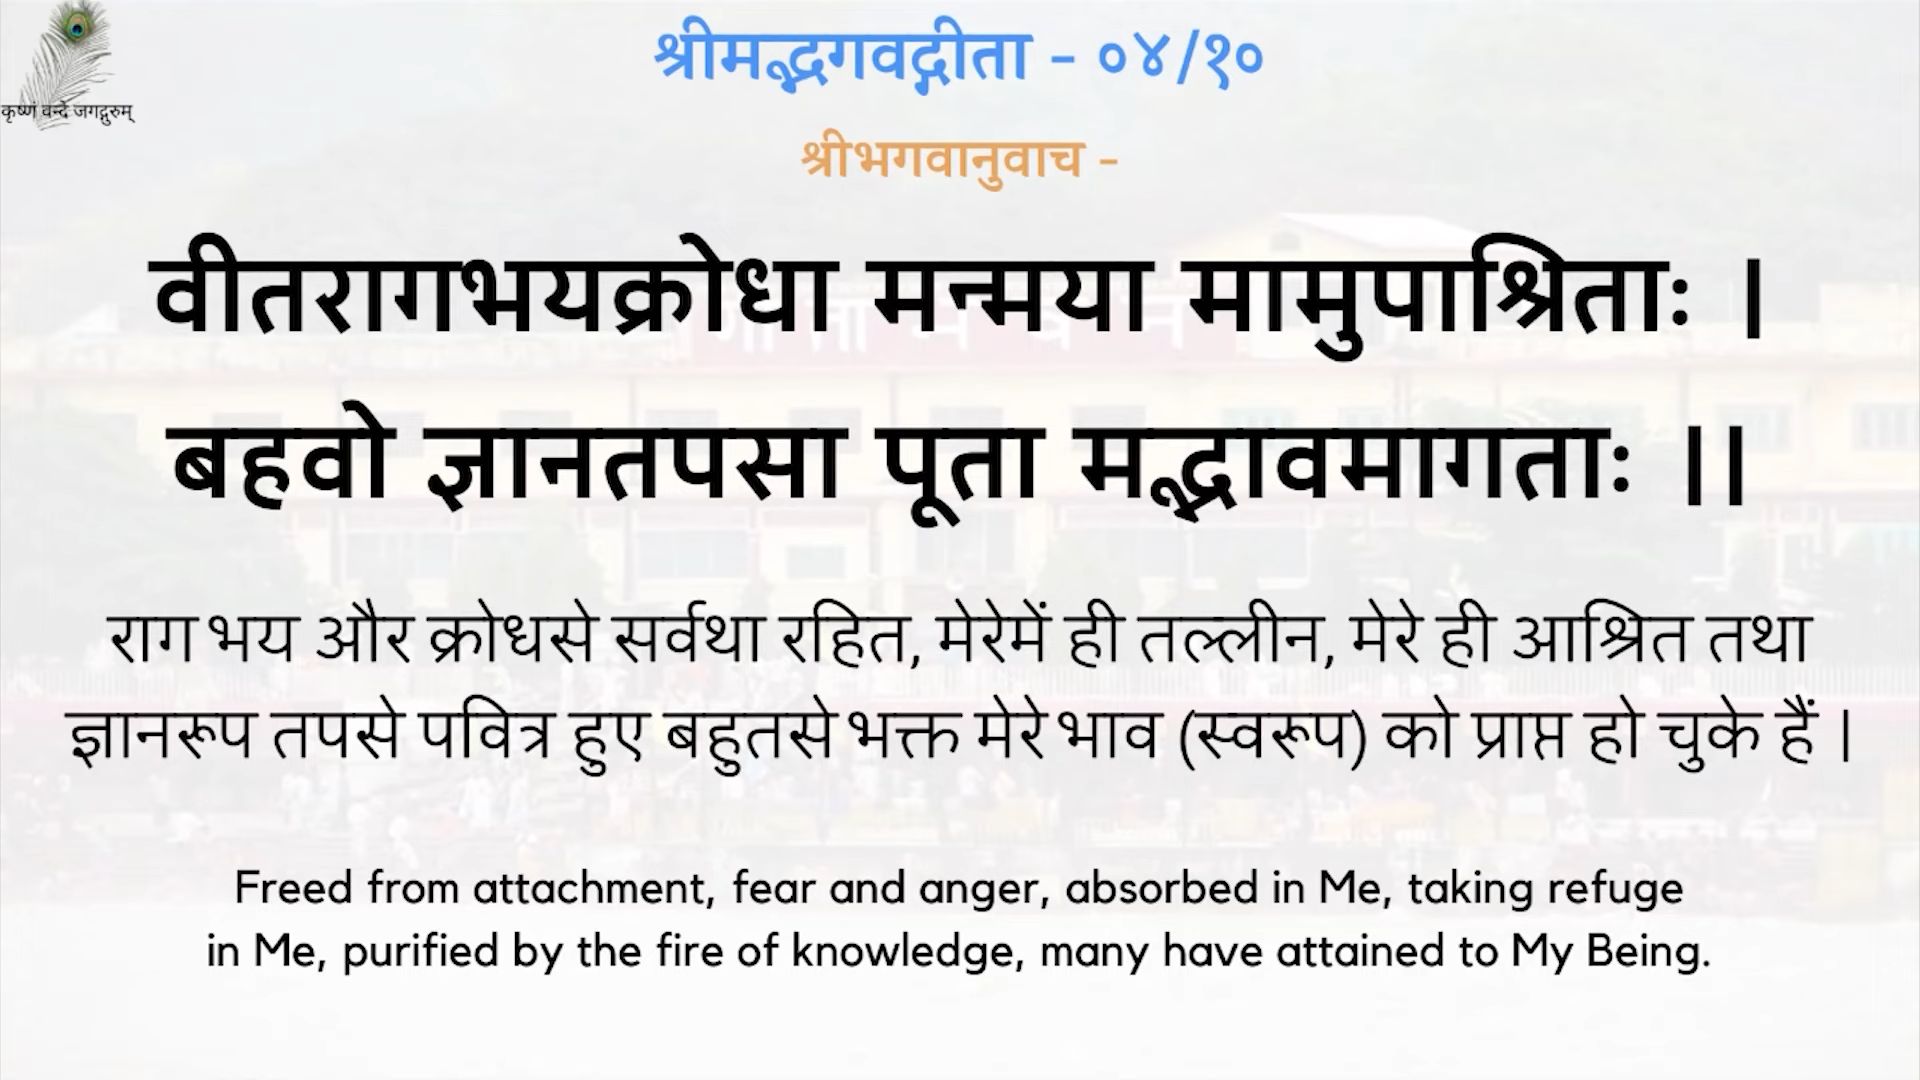 श्रीमद्भगवद्गीता - ०४/१०
कृष्णं वन्दे जगद्गुरुम्
श्रीभगवानुवाच -
वीतरागभयक्रोधा मन्मया मामुपाश्रिताः ।
बहवो ज्ञानतपसा पूता मद्भावमागताः ।।
राग भय और क्रोधसे सर्वथा रहित, मेरेमें ही तल्लीन, मेरे ही आश्रित तथा
ज्ञानरूप तपसे पवित्र हुए बहुतसे भक्त मेरे भाव (स्वरूप) को प्राप्त हो चुके हैं ।
Freed from attachment, fear and anger, absorbed in Me, taking refuge
in Me, purified by the fire of knowledge, many have attained to My Being.